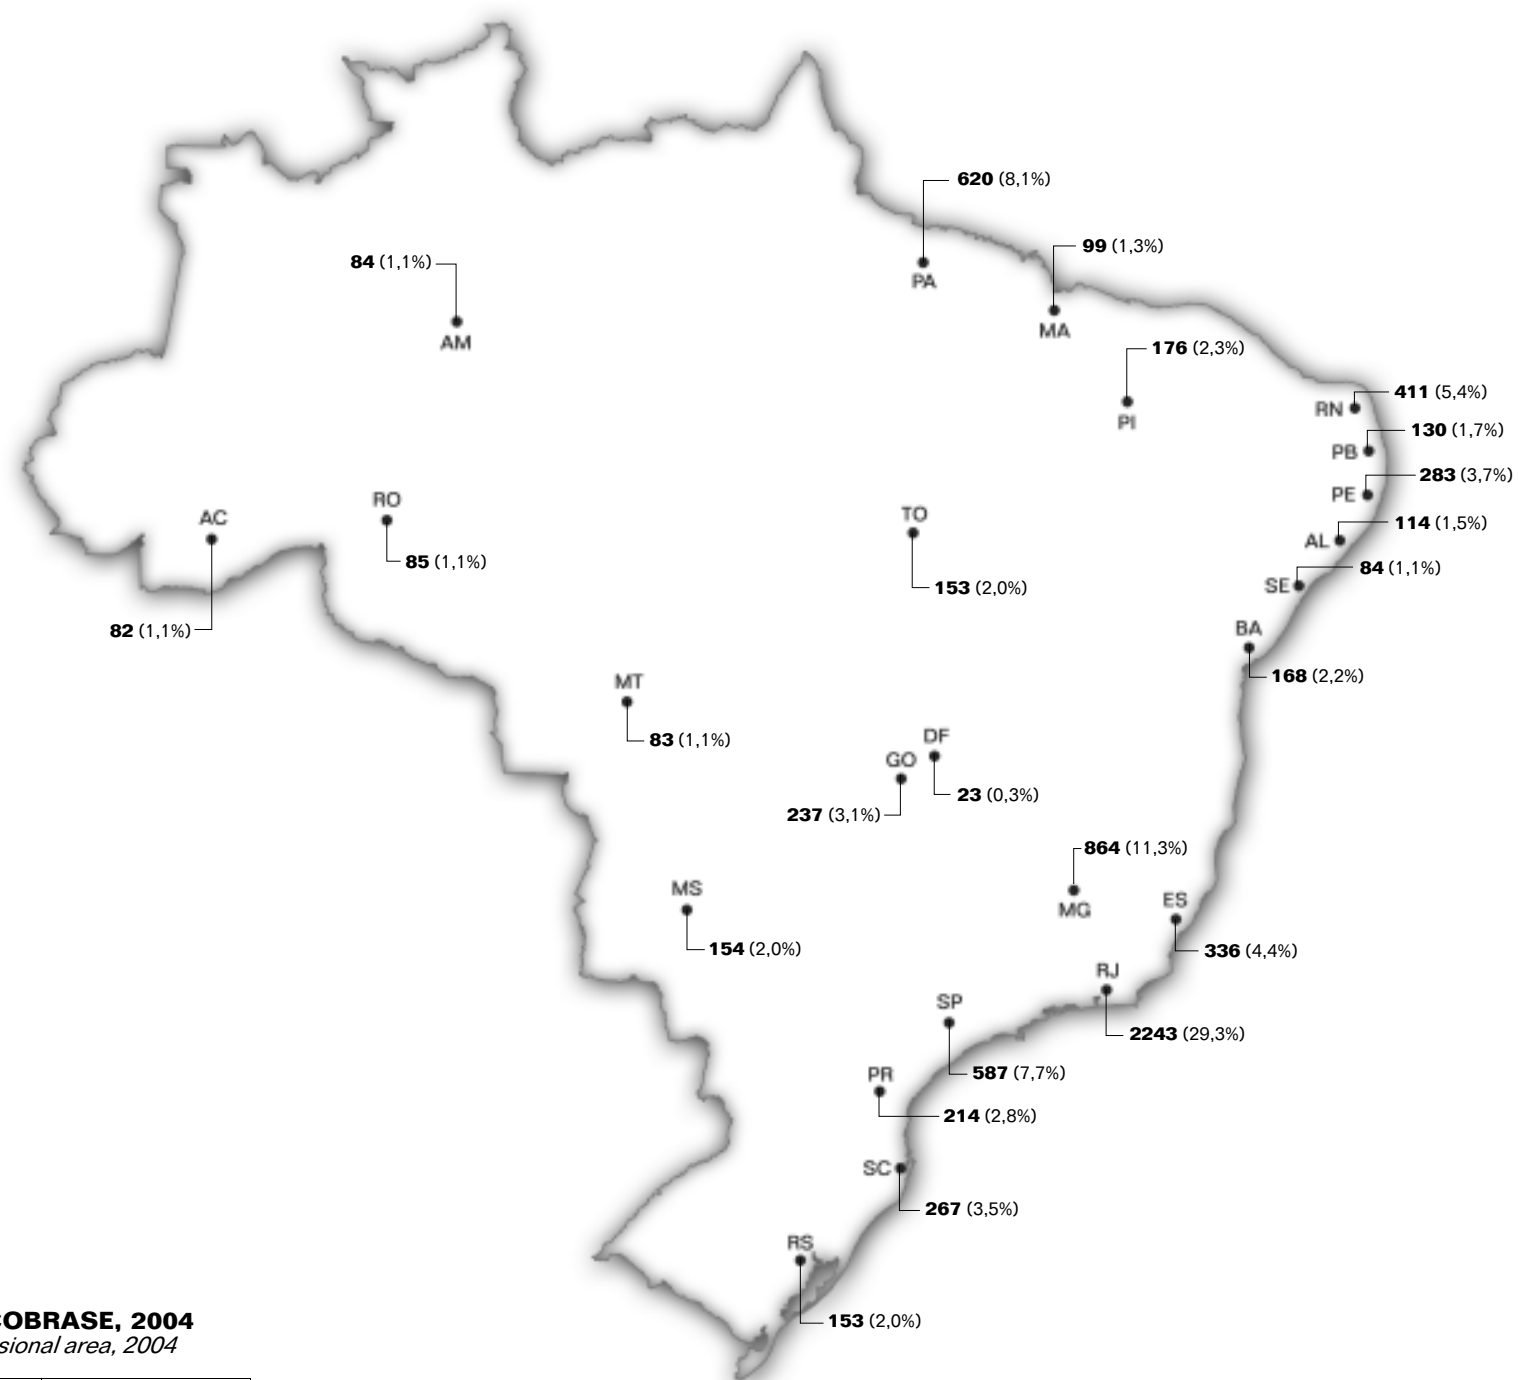 620 (8,1%)
PA
99 (1,3%)
MA
84 (1,1%)
AM
176 (2,3%)
PI
411 (5,4%)
RN
130 (1,7%)
PB
283 (3,7%)
PE
114 (1,5%)
AL
84 (1,1%)
SE
AC
82 (1,1%)
RO
85 (1,1%)
TO
153 (2,0%)
BA
168 (2,2%)
MT
83 (1,1%)
DF
23 (0,3%)
GO
237 (3,1%)
864 (11,3%)
MG
MS
154 (2,0%)
ES
336 (4,4%)
RJ
2243 (29,3%)
SP
587 (7,7%)
PR
214 (2,8%)
SC
267 (3,5%)
RS
153 (2,0%)
COBRASE, 2004
sional area, 2004